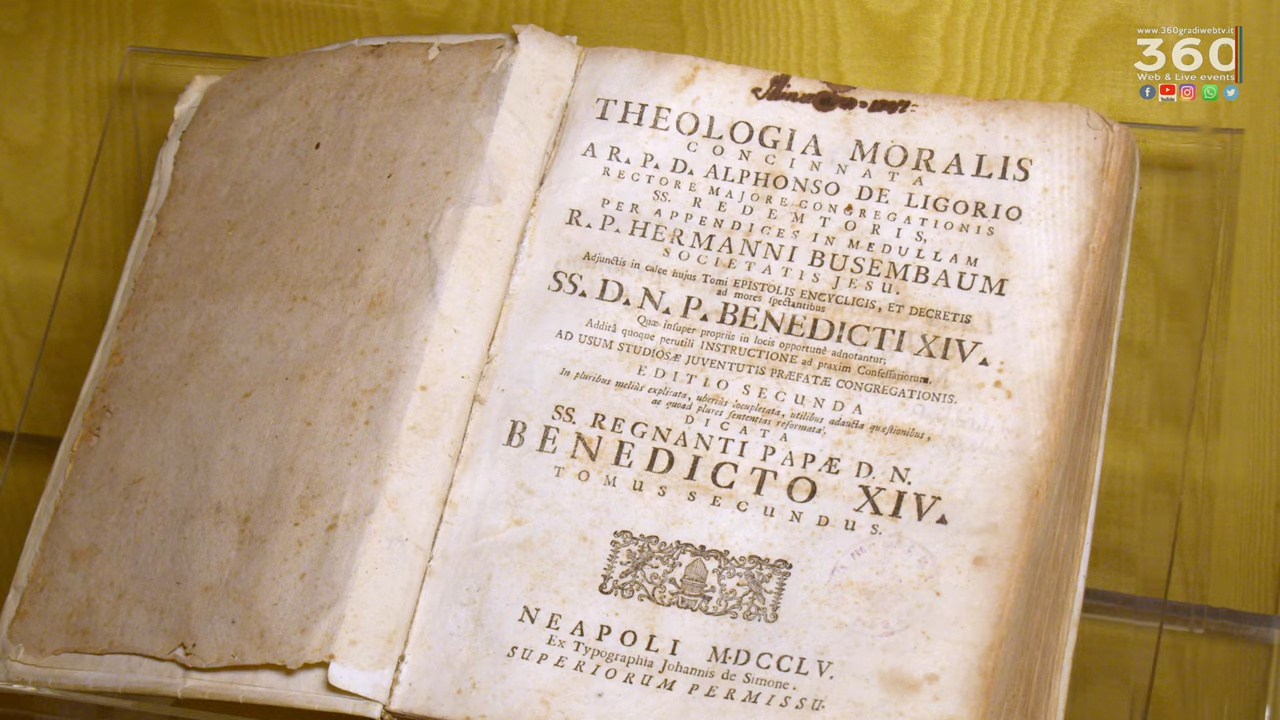 www.360gradiwebtv.it
360
Web & Live events
THEOLOGIA MORALIS
CONCINNATA
A R. P. D. ALPHONSO DE LIGORIO
RECTORE MAJORE CONGREGATIONIS
SS. REDEMTORIS,
PER APPENDICES IN MEDULLAM
R. P. HERMANNI BUSEMBAUM
SOCIETATIS JESU.
Adjunctis in calce hujus Tomi EPISTOLIS ENCYCLICIS, ET DECRETIS
ad mores spectantibus
SS. D. N. P. BENEDICTI XIV.
Quæ insuper propriis in locis opportunè adnotantur;
Additâ quoque perutili INSTRUCTIONE ad praxim Confessariorum.
AD USUM STUDIOSÆ JUVENTUTIS PRÆFATÆ CONGREGATIONIS.
EDITIO SECUNDA
In pluribus meliùs explicata, uberiùs locupletata, utilibus adaucta quæstionibus,
ac quoad plures sententias reformata.
DICATA
SS. REGNANTI PAPÆ D. N.
BENEDICTO XIV.
TOMUS SECUNDUS.
NEAPOLI MDCCLV.
Ex Typographia Johannis de Simone.
SUPERIORUM PERMISSU.